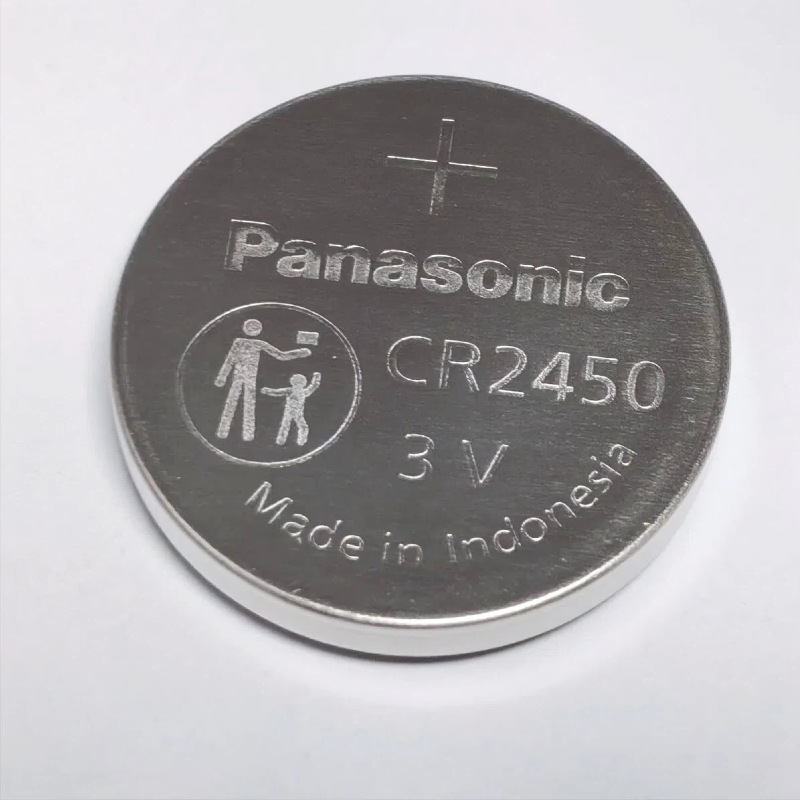 +
Panasonic
CR2450
3 V
Made in Indonesia